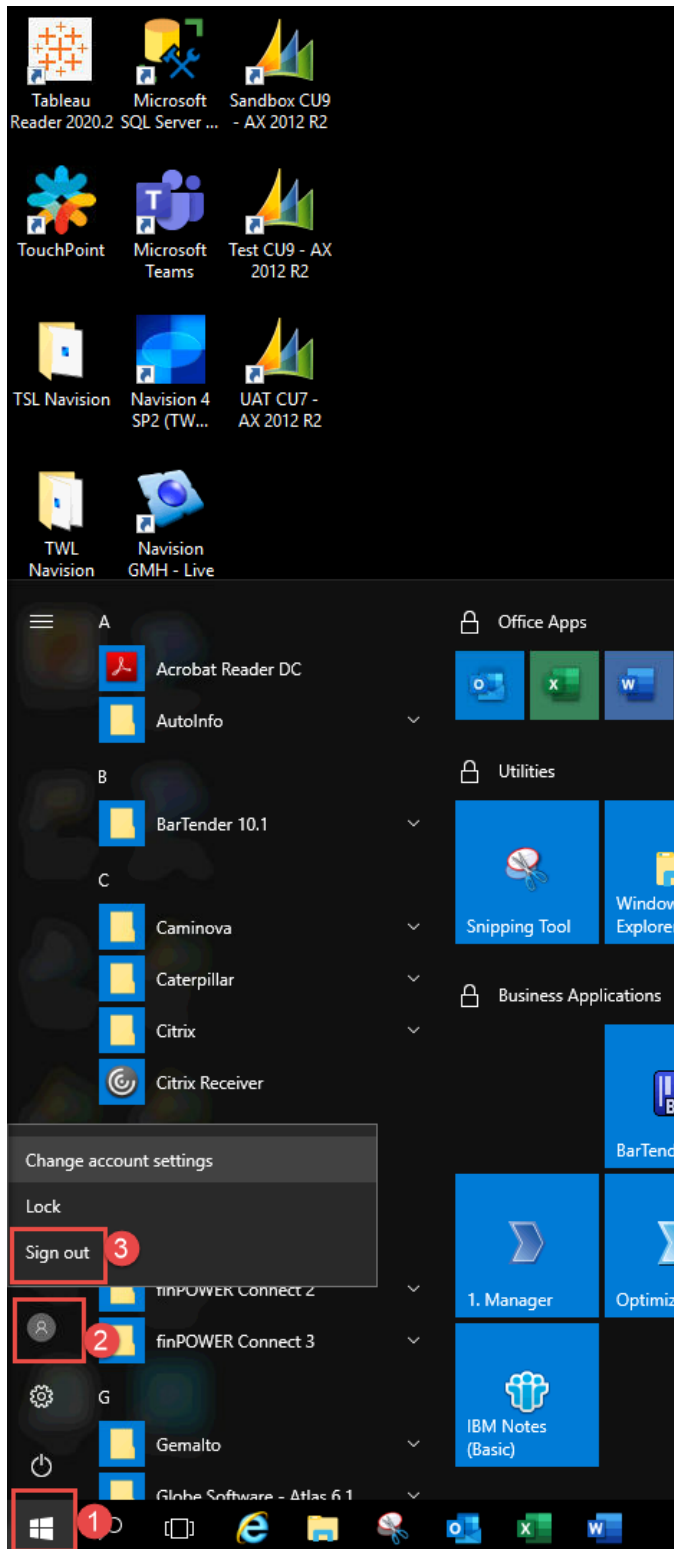 Tableau
Reader 2020.2
Microsoft
SQL Server ...
Sandbox CU9
- AX 2012 R2
TouchPoint
Microsoft
Teams
Test CU9 - AX
2012 R2
TSL Navision
Navision 4
SP2 (TW...
UAT CU7 -
AX 2012 R2
TWL
Navision
Navision
GMH - Live
A
Acrobat Reader DC
AutoInfo
B
BarTender 10.1
C
Caminova
Caterpillar
Citrix
Citrix Receiver
Change account settings
Lock
Sign out
3
finPOWER Connect 2
2
finPOWER Connect 3
G
Gemalto
Globe Software - Atlas 6.1
1
Office Apps
Utilities
Snipping Tool
Window
Explorer
Business Applications
BarTend
1. Manager
Optimiz
IBM Notes
(Basic)